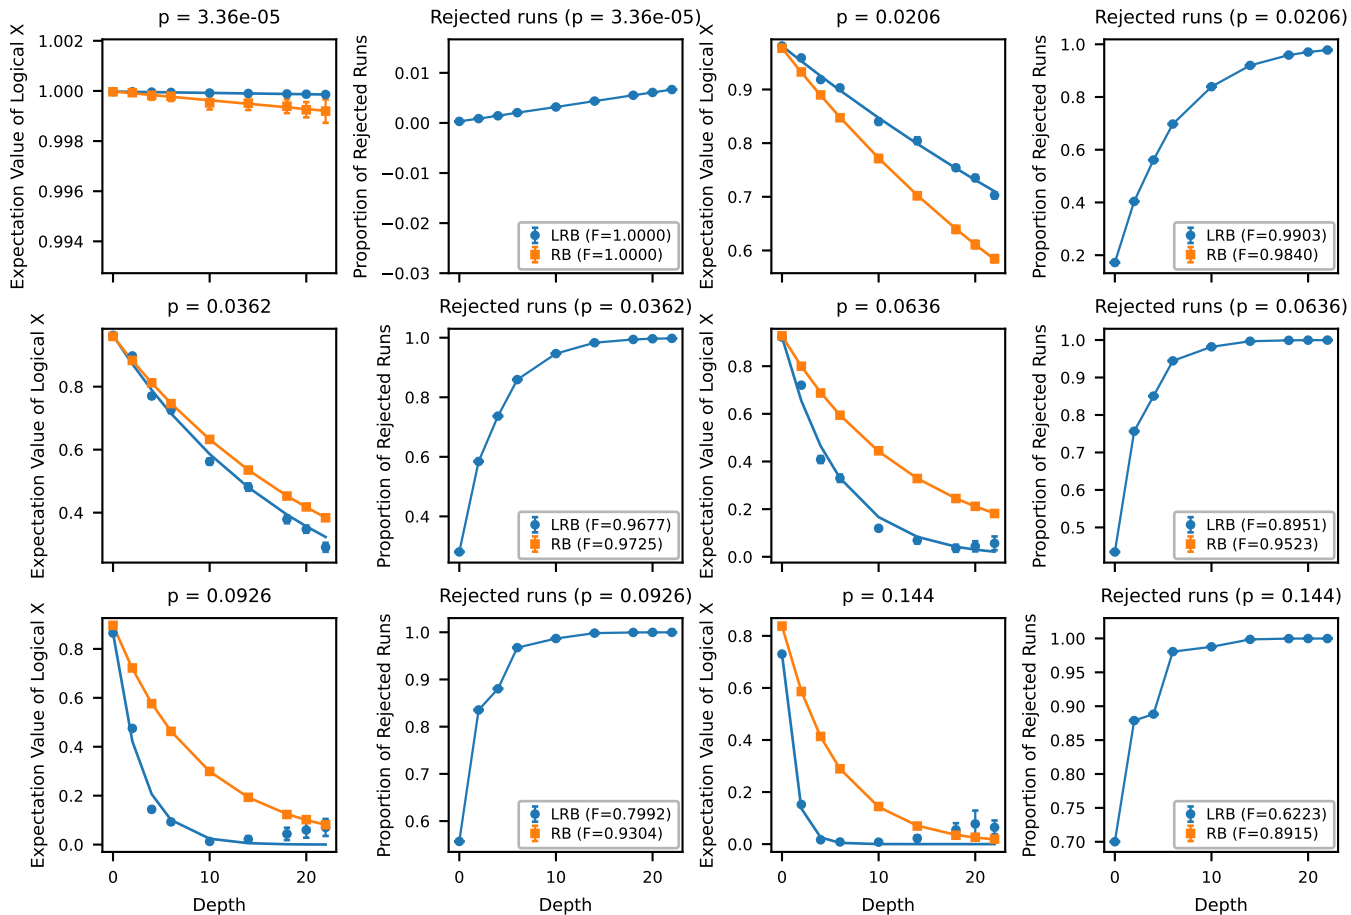 p = 3.36e-05
Expectation Value of Logical X
1.002
1.000
0.998
0.996
0.994
Rejected runs (p = 3.36e-05)
Proportion of Rejected Runs
0.01
0.00
−0.01
−0.02
−0.03
LRB (F=1.0000)
RB (F=1.0000)
p = 0.0206
Expectation Value of Logical X
0.9
0.8
0.7
0.6
Rejected runs (p = 0.0206)
Proportion of Rejected Runs
1.0
0.8
0.6
0.4
0.2
LRB (F=0.9903)
RB (F=0.9840)
p = 0.0362
Expectation Value of Logical X
0.8
0.6
0.4
Rejected runs (p = 0.0362)
Proportion of Rejected Runs
1.0
0.8
0.6
0.4
LRB (F=0.9677)
RB (F=0.9725)
p = 0.0636
Expectation Value of Logical X
0.8
0.6
0.4
0.2
0.0
Rejected runs (p = 0.0636)
Proportion of Rejected Runs
1.0
0.9
0.8
0.7
0.6
0.5
LRB (F=0.8951)
RB (F=0.9523)
p = 0.0926
Expectation Value of Logical X
0.8
0.6
0.4
0.2
0.0
0
10
20
Depth
Rejected runs (p = 0.0926)
Proportion of Rejected Runs
1.0
0.9
0.8
0.7
0.6
LRB (F=0.7992)
RB (F=0.9304)
0
10
20
Depth
p = 0.144
Expectation Value of Logical X
0.8
0.6
0.4
0.2
0.0
0
10
20
Depth
Rejected runs (p = 0.144)
Proportion of Rejected Runs
1.00
0.95
0.90
0.85
0.80
0.75
0.70
LRB (F=0.6223)
RB (F=0.8915)
0
10
20
Depth